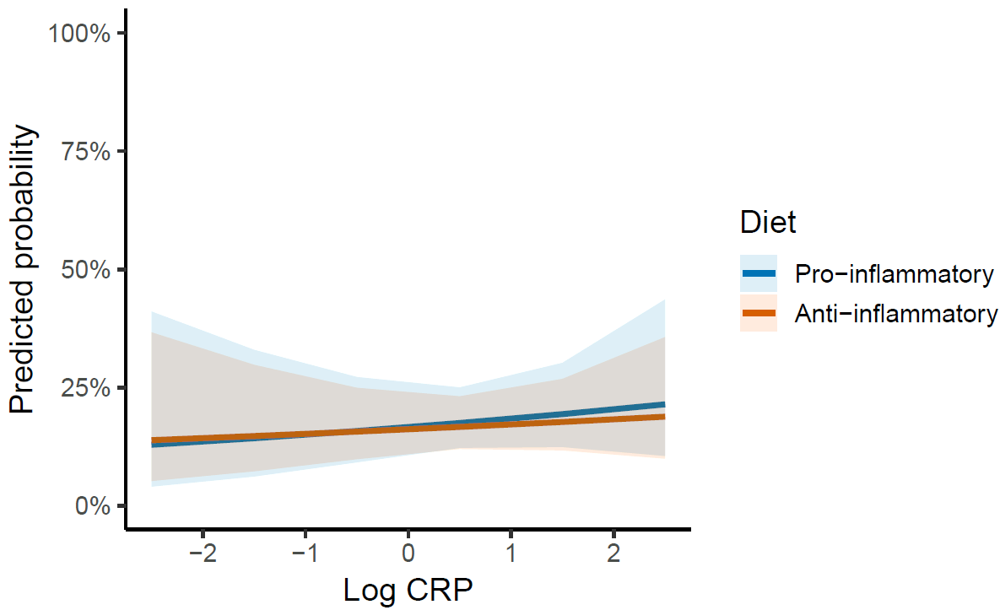 Predicted probability
100%
75%
50%
25%
0%
−2
−1
0
1
2
Log CRP
Diet
Pro−inflammatory
Anti−inflammatory